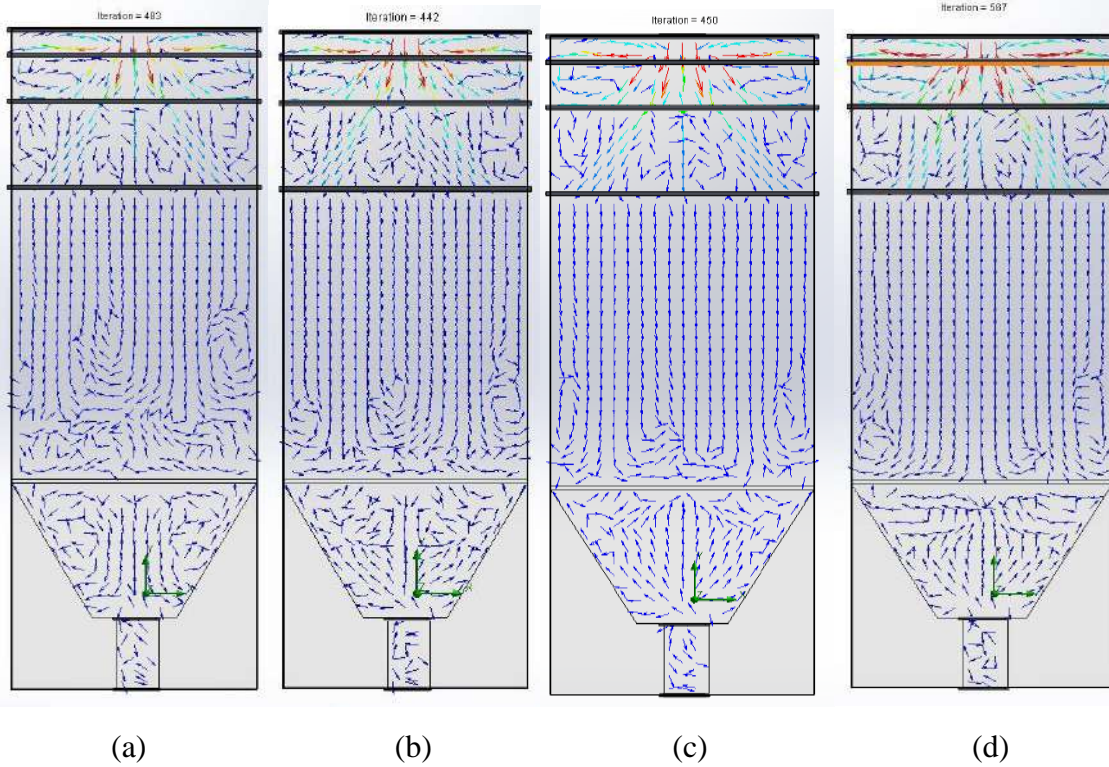 Iteration = 483
Iteration = 442
Iteration = 450
Iteration = 587
(a)
(b)
(c)
(d)